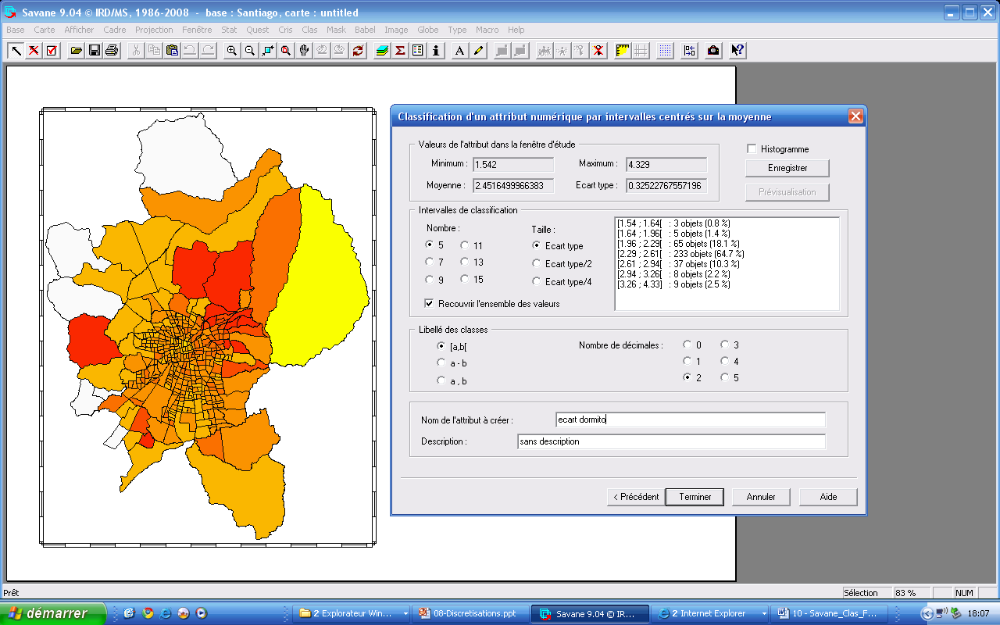 Savane 9.04 © IRD/MS, 1986-2008 - base : Santiago, carte : untitled
Base Carte Afficher Cadre Projection Fenêtre Stat Quest Cris Clas Mask Babel Image Globe Type Macro Help
Classification d'un attribut numérique par intervalles centrés sur la moyenne
Valeurs de l'attribut dans la fenêtre d'étude
Histogramme
Minimum : 1.542 Maximum : 4.329
Enregistrer
Moyenne : 2.4516499966383 Ecart type : 0.32522767557196
Prévisualisation
Intervalles de classification
Nombre : Taille :
5 11 Ecart type
7 13 Ecart type/2
9 15 Ecart type/4
Recouvrir l'ensemble des valeurs
[1.54 ; 1.64[ : 3 objets (0.8 %)
[1.64 ; 1.96[ : 5 objets (1.4 %)
[1.96 ; 2.29[ : 65 objets (18.1 %)
[2.29 ; 2.61[ : 233 objets (64.7 %)
[2.61 ; 2.94[ : 37 objets (10.3 %)
[2.94 ; 3.26[ : 8 objets (2.2 %)
[3.26 ; 4.33] : 9 objets (2.5 %)
Libellé des classes
[a,b[ Nombre de décimales : 0 3
a - b 1 4
a , b 2 5
Nom de l'attribut à créer : ecart dormito
Description : sans description
< Précédent Terminer Annuler Aide
Prêt Sélection 83 % NUM
démarrer 2 Explorateur Win... 08-Discretisations.ppt Savane 9.04 © IR... 2 Internet Explorer 10 - Savane_Clas_F... 18:07